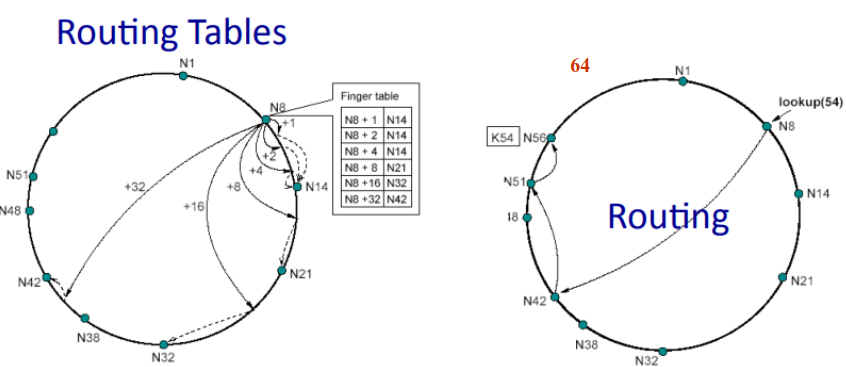 Routing Tables
N1
N8
+1
+2
+4
+8
+16
+32
N14
N21
N32
N38
N42
N48
N51
Finger table
N8 + 1 N14
N8 + 2 N14
N8 + 4 N14
N8 + 8 N21
N8 +16 N32
N8 +32 N42
64
N1
lookup(54)
N8
K54 N56
N51
48
N14
Routing
N21
N42
N38
N32